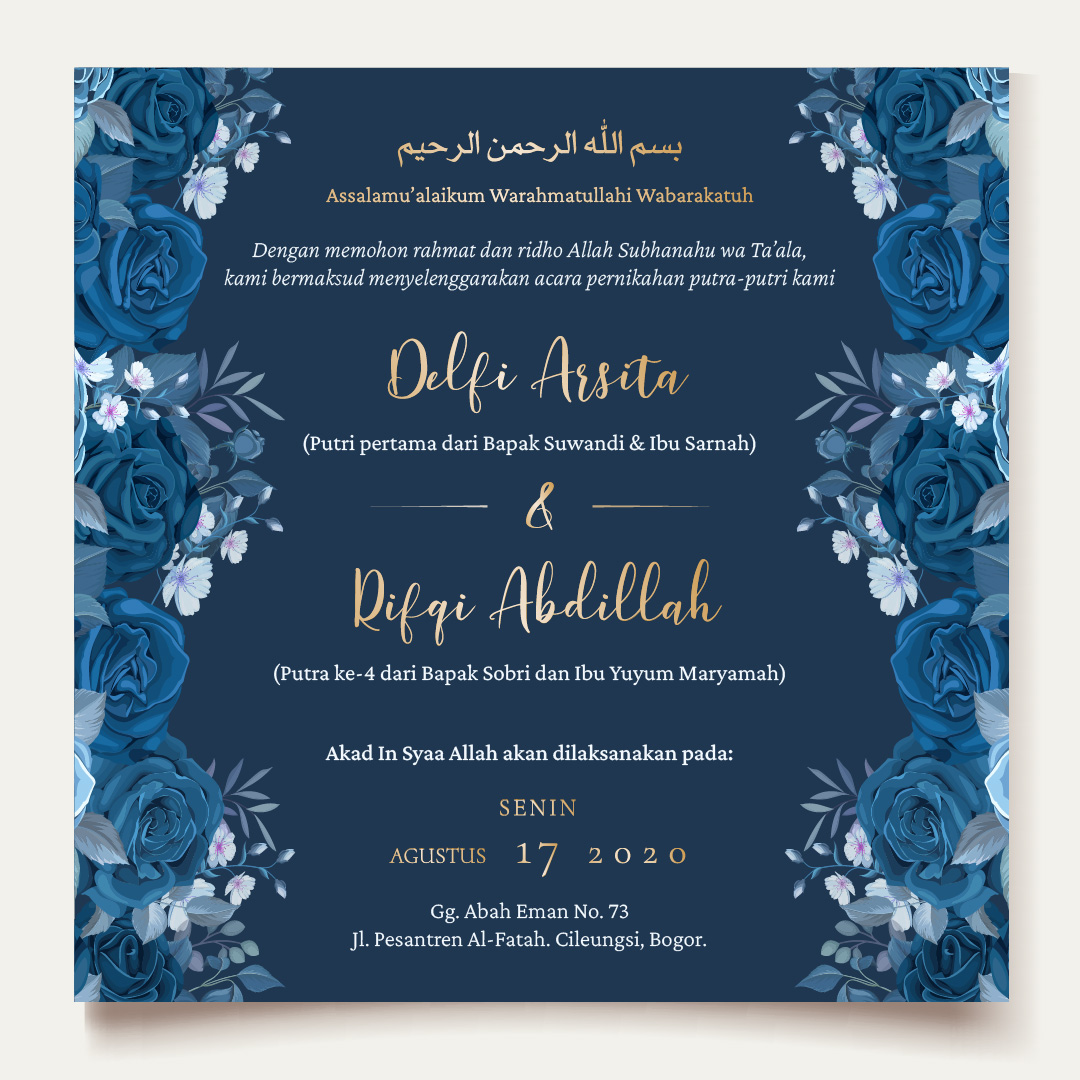 بسم الله الرحمن الرحيم
Assalamu’alaikum Warahmatullahi Wabarakatuh
Dengan memohon rahmat dan ridho Allah Subhanahu wa Ta’ala,
kami bermaksud menyelenggarakan acara pernikahan putra-putri kami
Delfi Arsita
(Putri pertama dari Bapak Suwandi & Ibu Sarnah)
&
Rifqi Abdillah
(Putra ke-4 dari Bapak Sobri dan Ibu Yuyum Maryamah)
Akad In Syaa Allah akan dilaksanakan pada:
SENIN
AGUSTUS 17 2020
Gg. Abah Eman No. 73
Jl. Pesantren Al-Fatah. Cileungsi, Bogor.